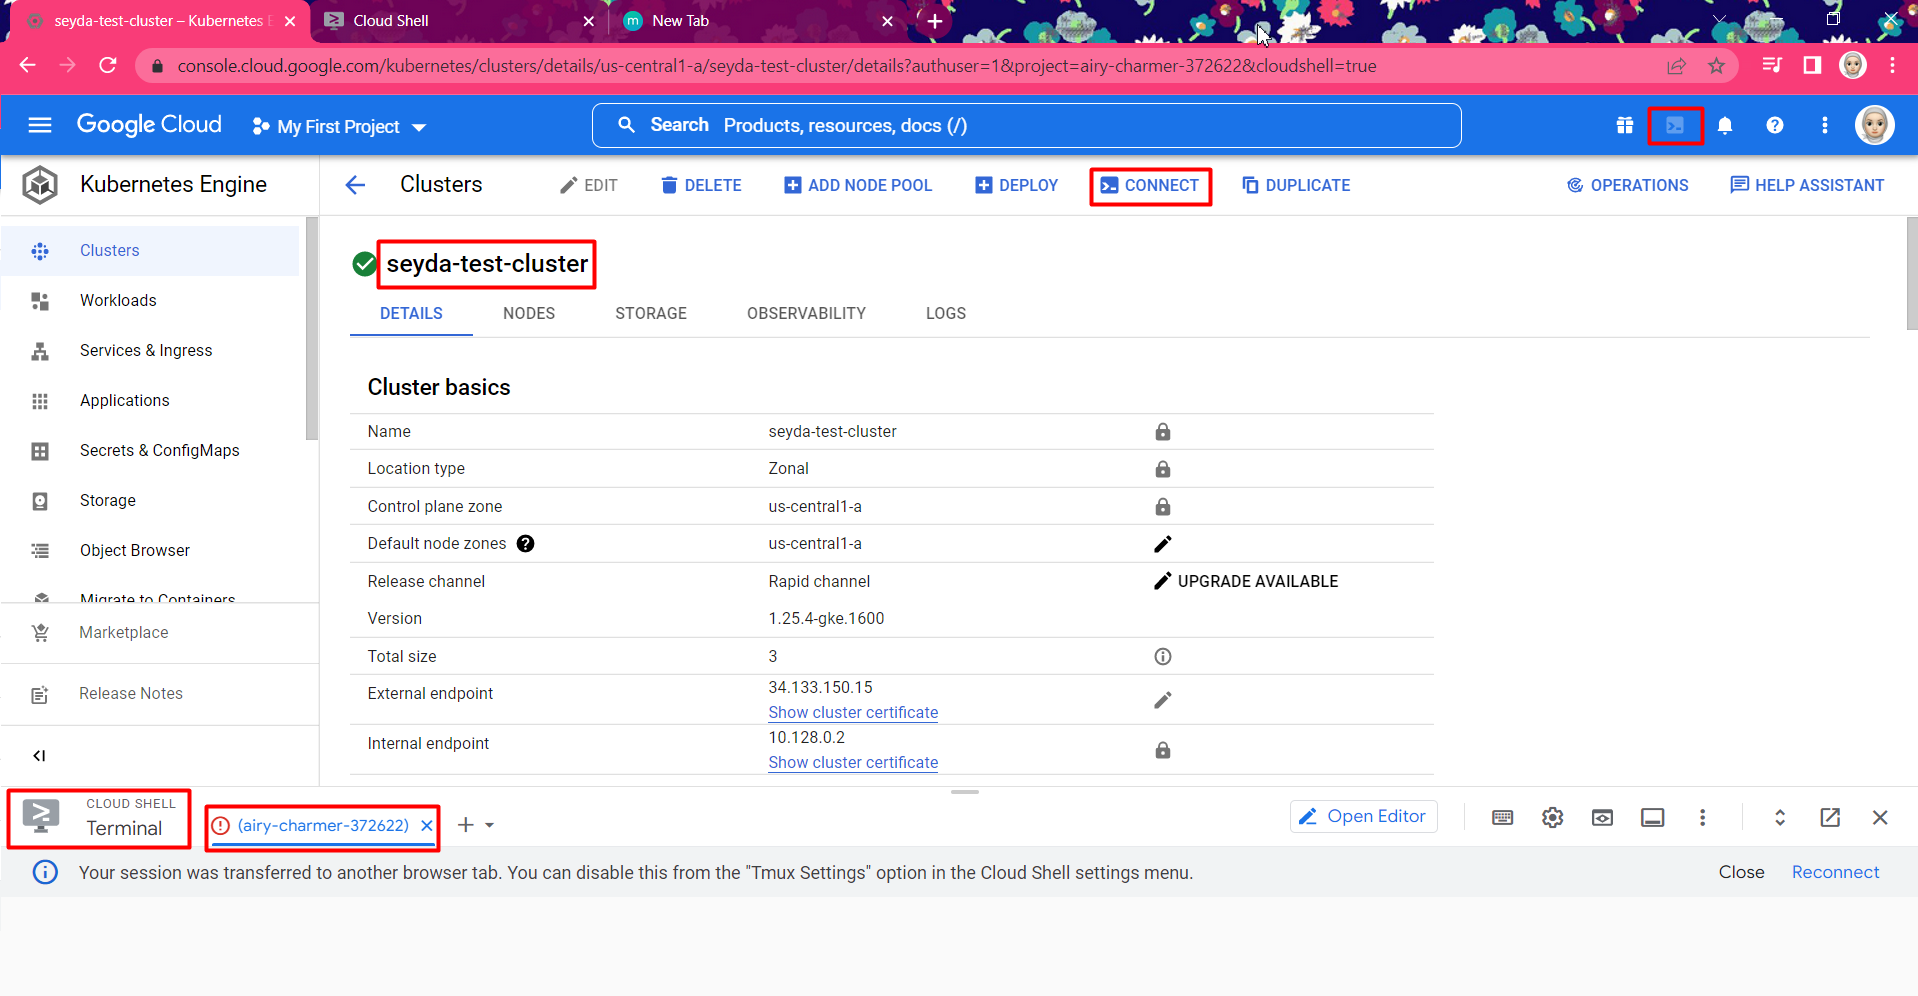 seyda-test-cluster – Kubernetes E
Cloud Shell
New Tab
console.cloud.google.com/kubernetes/clusters/details/us-central1-a/seyda-test-cluster/details?authuser=1&project=airy-charmer-372622&cloudshell=true
Google Cloud
My First Project
Search Products, resources, docs (/)
Kubernetes Engine
Clusters
EDIT
DELETE
ADD NODE POOL
DEPLOY
CONNECT
DUPLICATE
OPERATIONS
HELP ASSISTANT
Clusters
Workloads
Services & Ingress
Applications
Secrets & ConfigMaps
Storage
Object Browser
Migrate to Containers
Marketplace
Release Notes
seyda-test-cluster
DETAILS
NODES
STORAGE
OBSERVABILITY
LOGS
Cluster basics
Name seyda-test-cluster
Location type Zonal
Control plane zone us-central1-a
Default node zones us-central1-a
Release channel Rapid channel UPGRADE AVAILABLE
Version 1.25.4-gke.1600
Total size 3
External endpoint 34.133.150.15
Show cluster certificate
Internal endpoint 10.128.0.2
Show cluster certificate
CLOUD SHELL
Terminal
(airy-charmer-372622)
Open Editor
Your session was transferred to another browser tab. You can disable this from the "Tmux Settings" option in the Cloud Shell settings menu.
Close
Reconnect